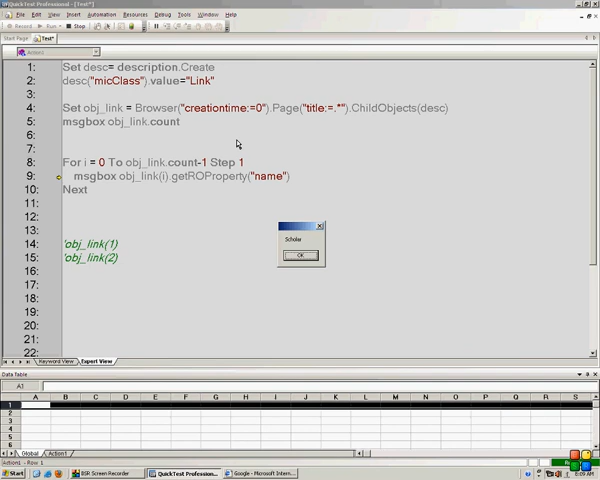 QuickTest Professional - [Test*]
File Edit View Insert Automation Resources Debug Tools Window Help
Record Run Stop
Start Page Test*
Action1
1: Set desc= description.Create
2: desc("micClass").value="Link"
3:
4: Set obj_link = Browser("creationtime:=0").Page("title:=.*").ChildObjects(desc)
5: msgbox obj_link.count
6:
7:
8: For i = 0 To obj_link.count-1 Step 1
9: msgbox obj_link(i).getROProperty("name")
10: Next
11:
12:
13:
14: 'obj_link(1)
15: 'obj_link(2)
16:
17:
18:
19:
20:
21:
22:
Scholar
OK
Keyword View Expert View
Data Table
A1
A B C D E F G H I J K L M N O P Q R S
1
2
3
4
5
6
Global Action1
Action1 - Row 1
Start BSR Screen Recorder QuickTest Profession... Google - Microsoft Intern...